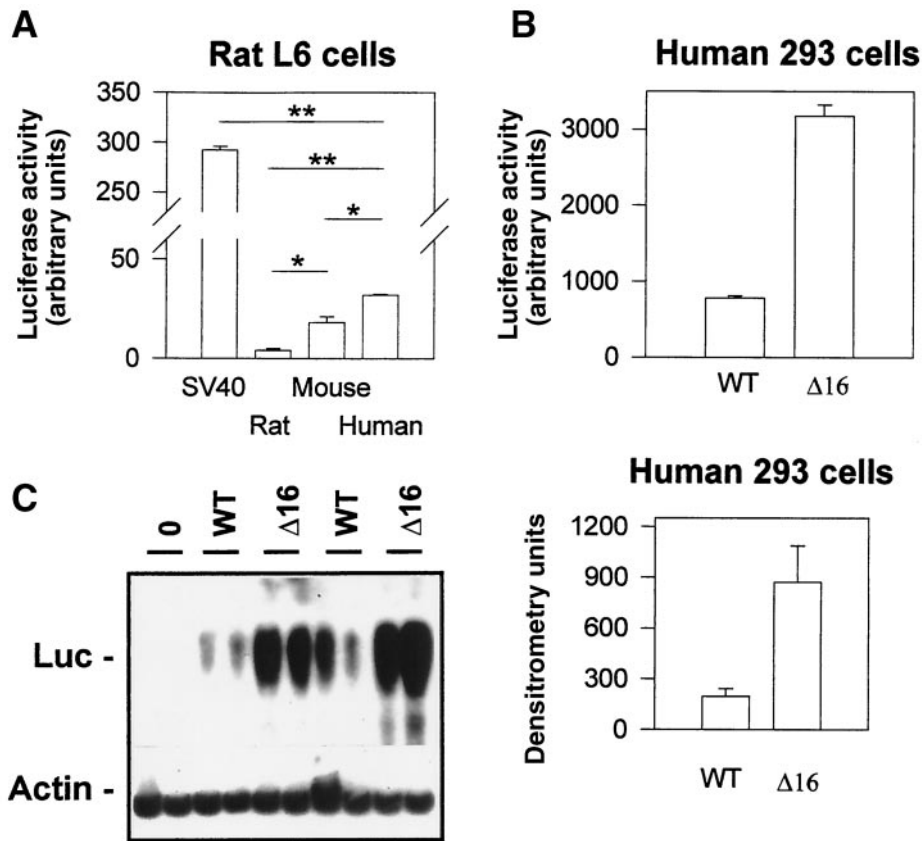 A
Rat L6 cells
Luciferase activity
(arbitrary units)
350
300
250
50
0
**
**
*
*
SV40 Mouse
Rat Human
B
Human 293 cells
Luciferase activity
(arbitrary units)
3000
2000
1000
0
WT Δ16
C
0 WT Δ16 WT Δ16
Luc -
Actin -
Human 293 cells
Densitrometry units
1200
900
600
300
0
WT Δ16